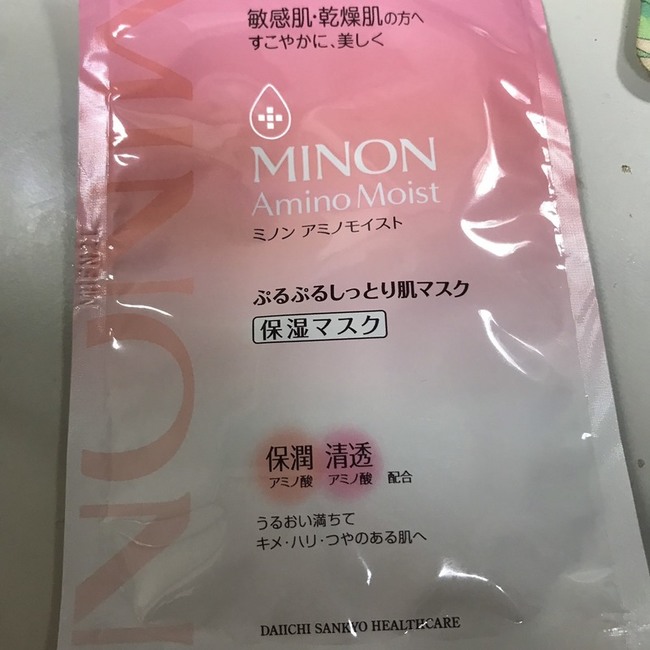 敏感肌・乾燥肌の方へ
すこやかに、美しく
MINON
Amino Moist
ミノン アミノモイスト
ぷるぷるしっとり肌マスク
保湿マスク
保潤 清透
アミノ酸 アミノ酸 配合
うるおい満ちて
キメ・ハリ・つやのある肌へ
DAIICHI SANKYO HEALTHCARE
MINON